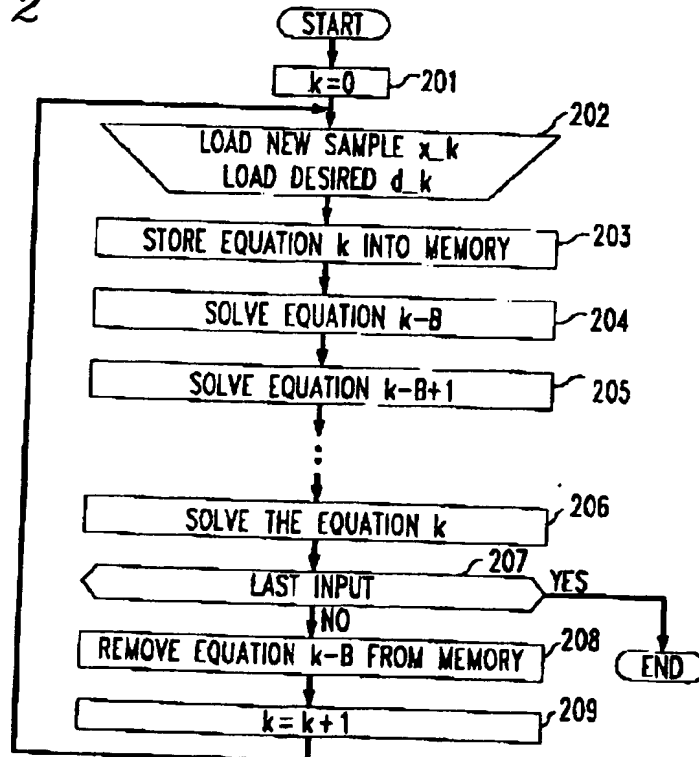 2
START
k=0
201
202
LOAD NEW SAMPLE x_k
LOAD DESIRED d_k
STORE EQUATION k INTO MEMORY
203
SOLVE EQUATION k-B
204
SOLVE EQUATION k-B+1
205
SOLVE THE EQUATION k
206
207
LAST INPUT
YES
NO
REMOVE EQUATION k-B FROM MEMORY
208
END
k=k+1
209